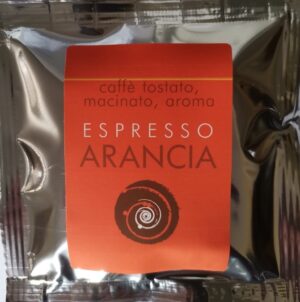 caffè tostato,
macinato, aroma
ESPRESSO
ARANCIA